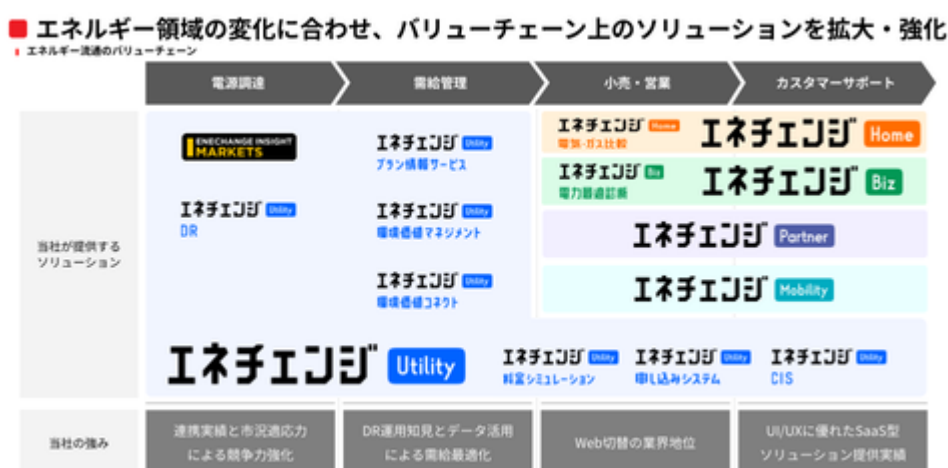 エネルギー領域の変化に合わせ、バリューチェーン上のソリューションを拡大・強化
エネルギー流通のバリューチェーン
電源調達
需給管理
小売・営業
カスタマーサポート
当社が提供する
ソリューション
ENECHANGE INSIGHT
MARKETS
エネチェンジ Utility
DR
エネチェンジ Utility
プラン情報サービス
エネチェンジ Utility
環境価値マネジメント
エネチェンジ Utility
環境価値コネクト
エネチェンジ Home
電気・ガス比較
エネチェンジ Home
エネチェンジ Biz
電力最適診断
エネチェンジ Biz
エネチェンジ Partner
エネチェンジ Mobility
エネチェンジ Utility
エネチェンジ Utility
料金シミュレーション
エネチェンジ Utility
申し込みシステム
エネチェンジ Utility
CIS
当社の強み
連携実績と市況適応力
による競争力強化
DR運用知見とデータ活用
による需給最適化
Web切替の業界地位
UI/UXに優れたSaaS型
ソリューション提供実績